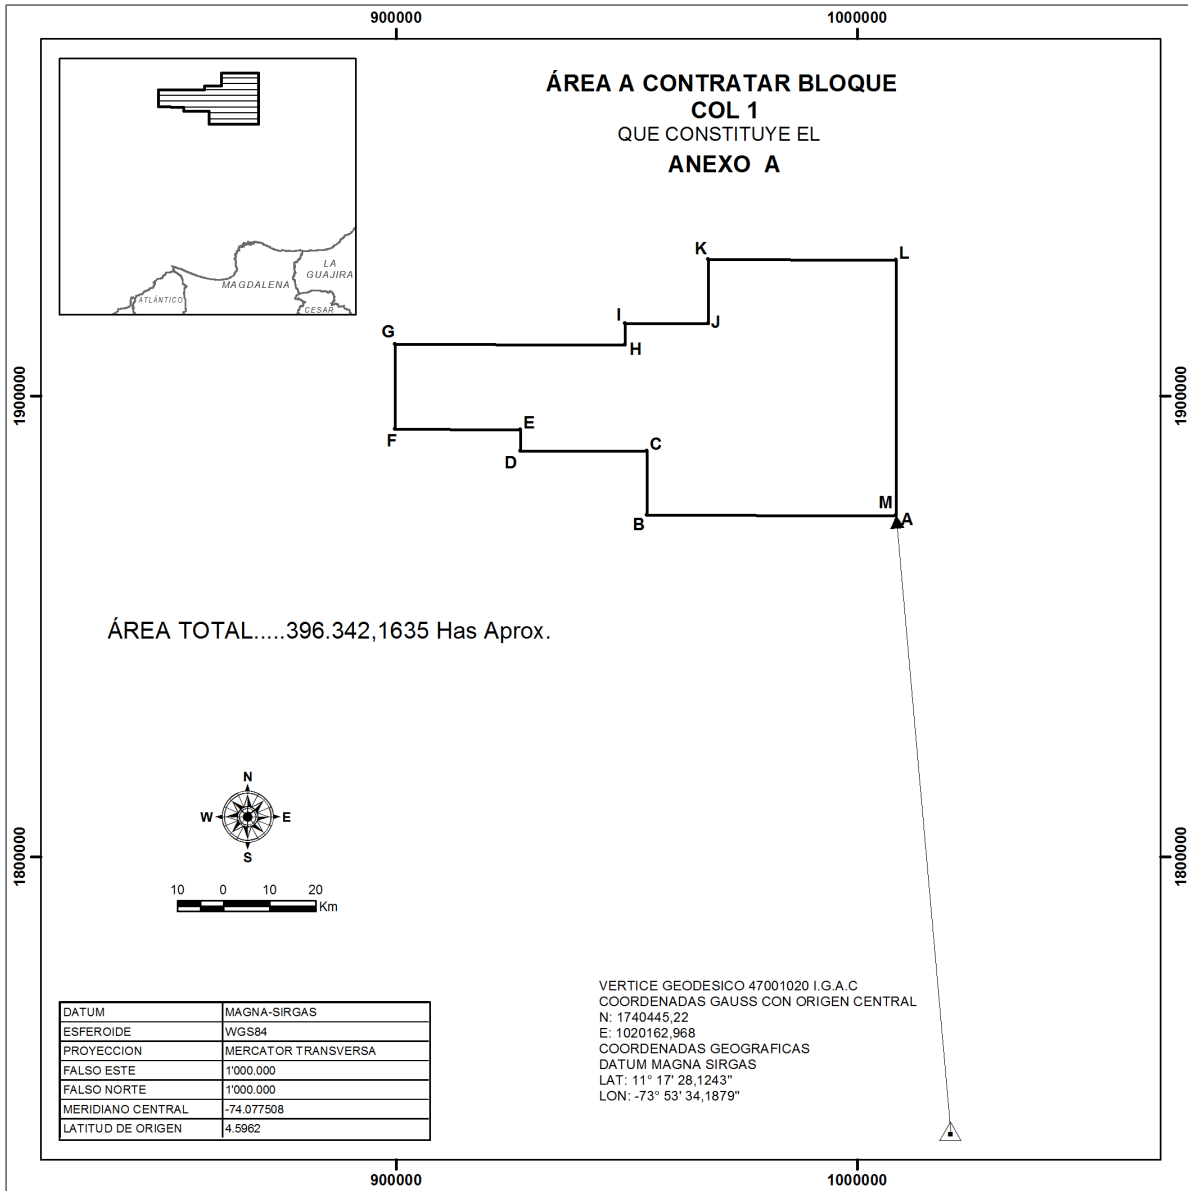 900000
1000000
ÁREA A CONTRATAR BLOQUE
COL 1
QUE CONSTITUYE EL
ANEXO A
LA
GUAJIRA
MAGDALENA
ATLÁNTICO
CESAR
K
L
I
J
G
H
1900000
1900000
F
E
D
C
B
M
A
ÁREA TOTAL.....396.342,1635 Has Aprox.
N
W
E
S
1800000
1800000
10 0 10 20
Km
VERTICE GEODESICO 47001020 I.G.A.C
COORDENADAS GAUSS CON ORIGEN CENTRAL
N: 1740445,22
E: 1020162,968
COORDENADAS GEOGRAFICAS
DATUM MAGNA SIRGAS
LAT: 11° 17' 28,1243"
LON: -73° 53' 34,1879"
DATUM MAGNA-SIRGAS
ESFEROIDE WGS84
PROYECCION MERCATOR TRANSVERSA
FALSO ESTE 1'000.000
FALSO NORTE 1'000.000
MERIDIANO CENTRAL -74.077508
LATITUD DE ORIGEN 4.5962
900000
1000000